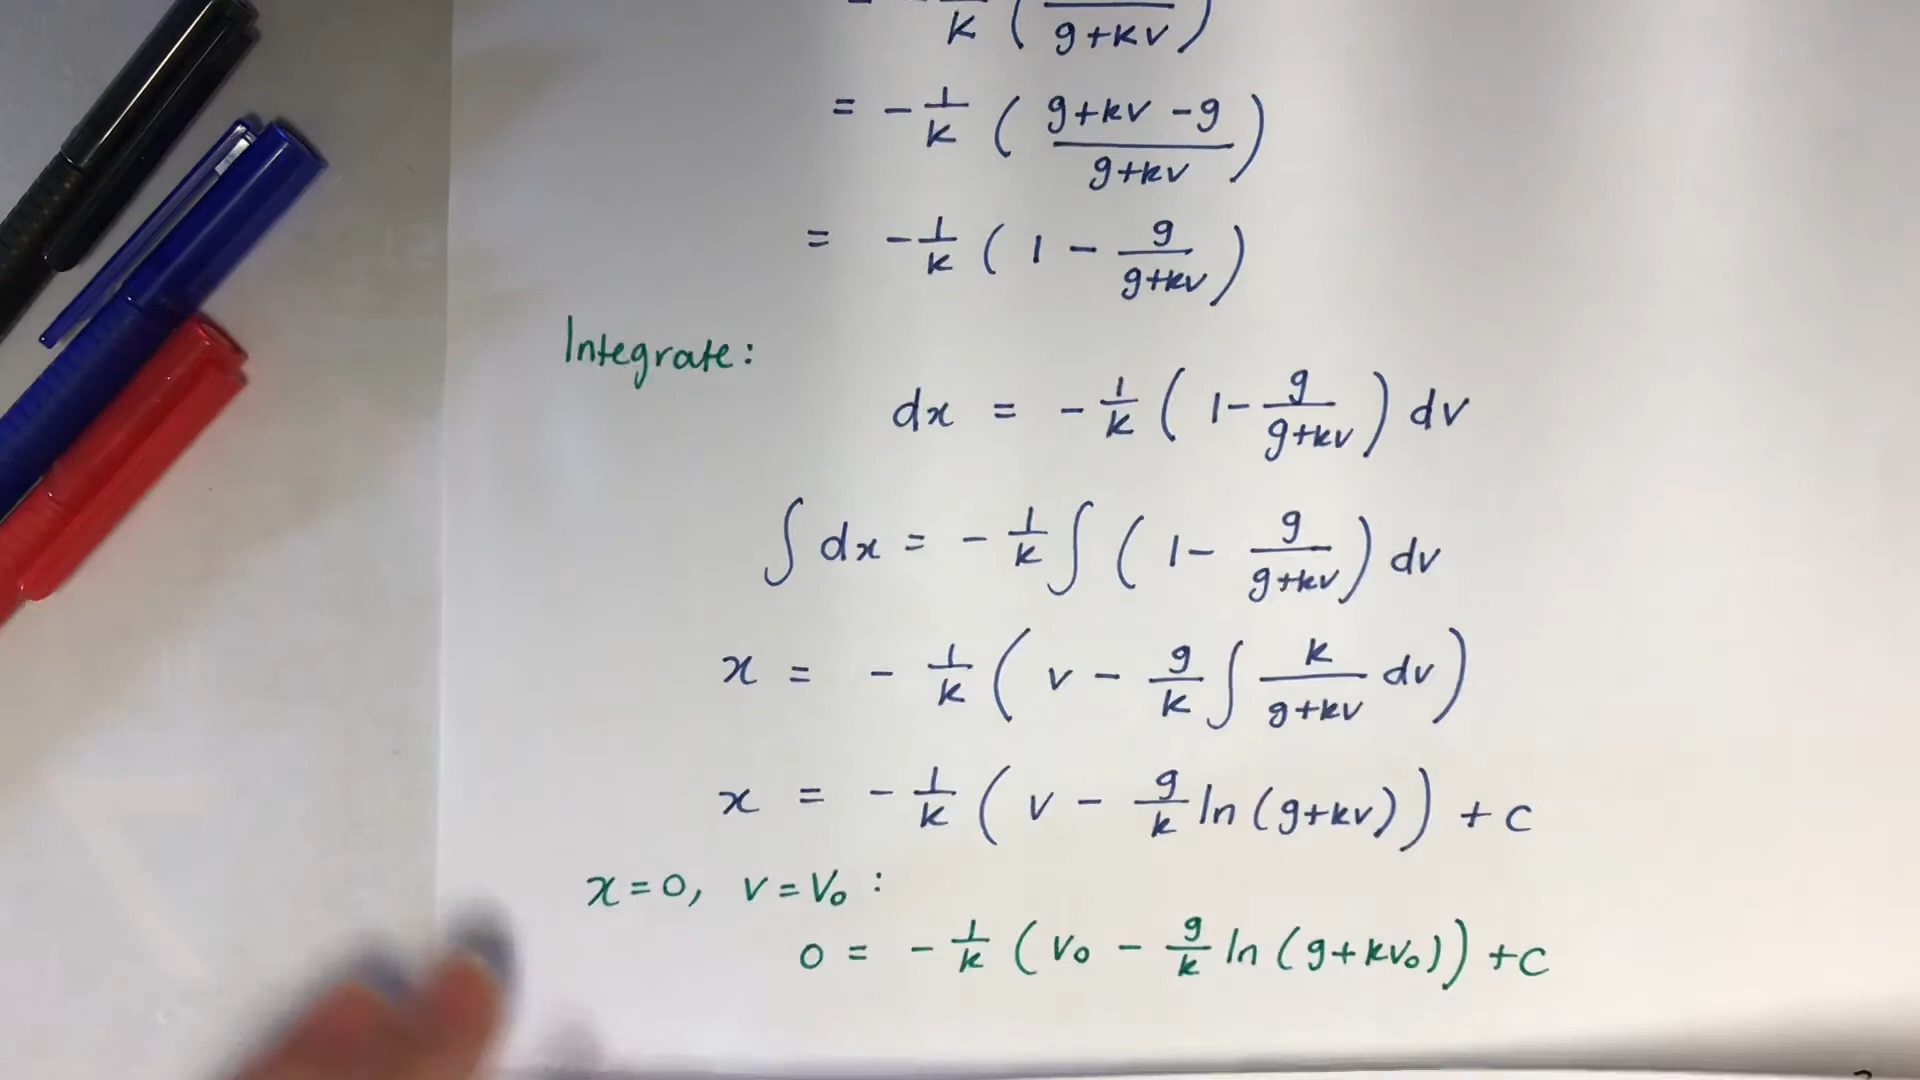 = -1/k ( /g+kv)
= -1/k ( g+kv -g / g+kv )
= -1/k ( 1 - g/g+kv )
Integrate:
dx = -1/k ( 1- g/g+kv ) dv
∫ dx = -1/k ∫ ( 1- g/g+kv ) dv
x = -1/k ( v - g/k ∫ k/g+kv dv )
x = -1/k ( v - g/k ln (g+kv) ) + c
x=0, v=V₀ :
0 = -1/k ( V₀ - g/k ln (g+kV₀) ) +C